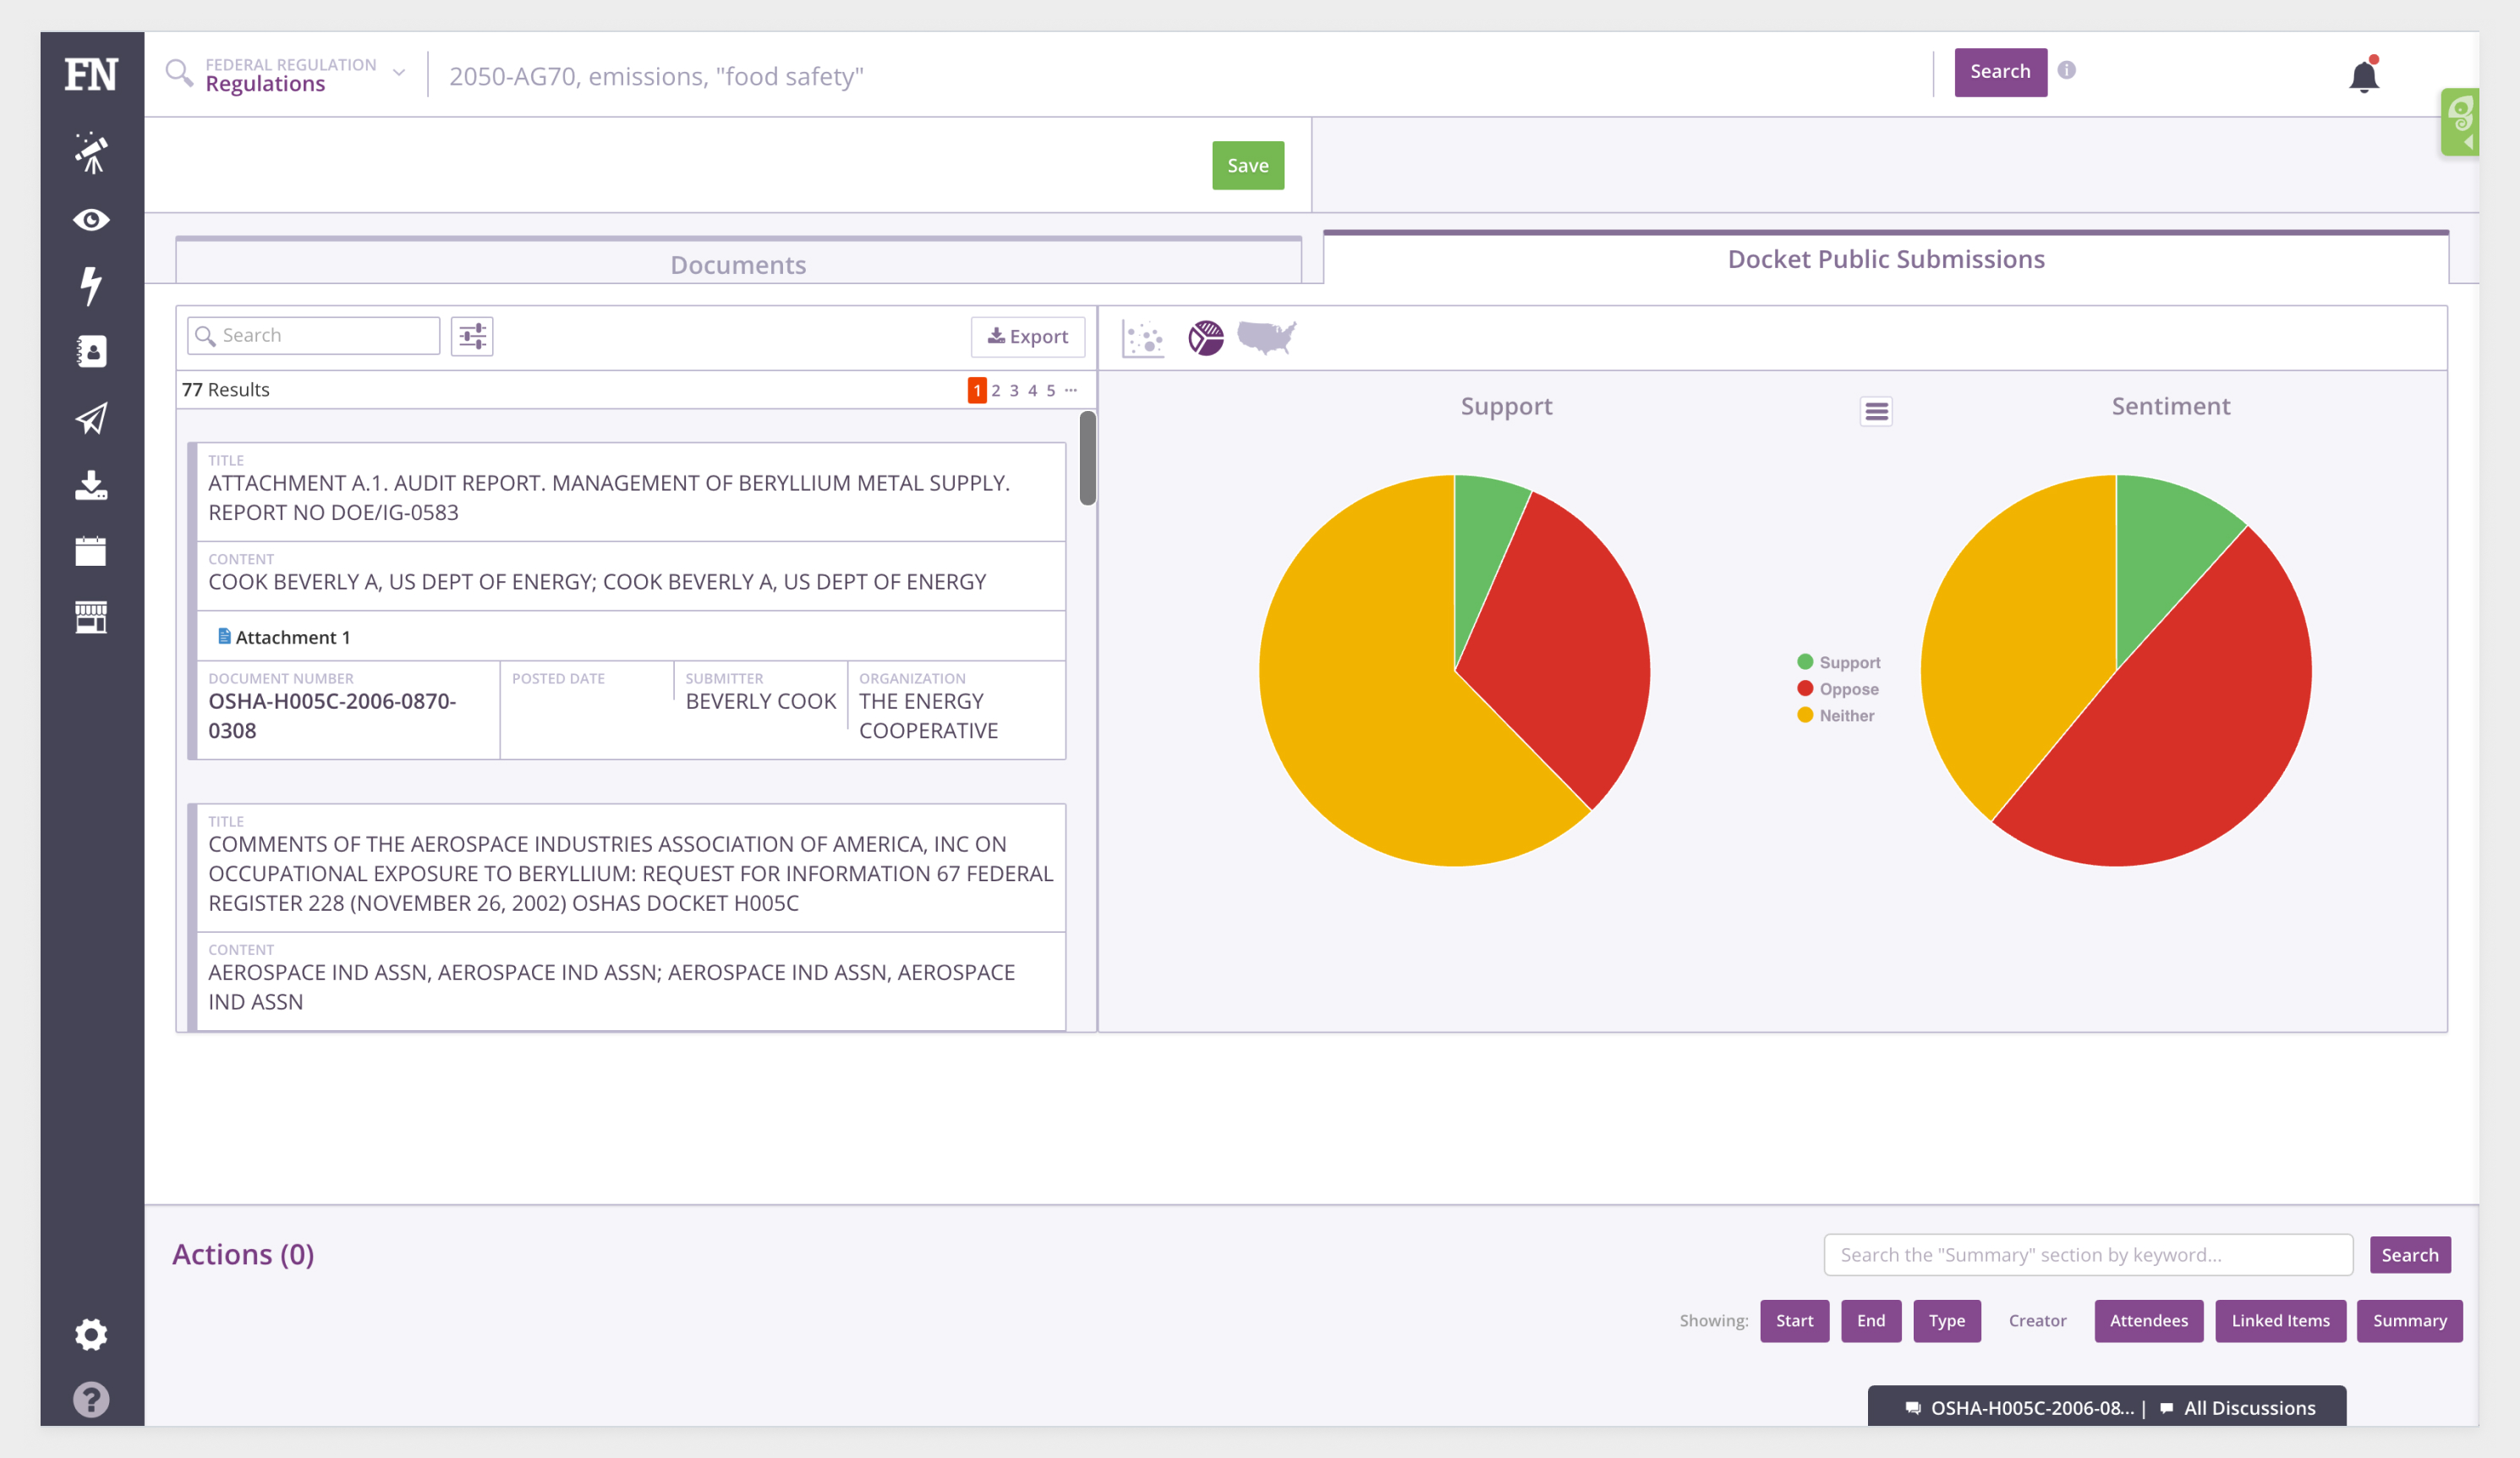 FN
FEDERAL REGULATION
Regulations
2050-AG70, emissions, "food safety"
Search
Save
Documents
Docket Public Submissions
Search
Export
77 Results
1 2 3 4 5 ...
TITLE
ATTACHMENT A.1. AUDIT REPORT. MANAGEMENT OF BERYLLIUM METAL SUPPLY.
REPORT NO DOE/IG-0583
CONTENT
COOK BEVERLY A, US DEPT OF ENERGY; COOK BEVERLY A, US DEPT OF ENERGY
Attachment 1
DOCUMENT NUMBER
OSHA-H005C-2006-0870-
0308
POSTED DATE
SUBMITTER
BEVERLY COOK
ORGANIZATION
THE ENERGY
COOPERATIVE
TITLE
COMMENTS OF THE AEROSPACE INDUSTRIES ASSOCIATION OF AMERICA, INC ON
OCCUPATIONAL EXPOSURE TO BERYLLIUM: REQUEST FOR INFORMATION 67 FEDERAL
REGISTER 228 (NOVEMBER 26, 2002) OSHAS DOCKET H005C
CONTENT
AEROSPACE IND ASSN, AEROSPACE IND ASSN; AEROSPACE IND ASSN, AEROSPACE
IND ASSN
Support
Sentiment
Support
Oppose
Neither
Actions (0)
Search the "Summary" section by keyword...
Search
Showing: Start End Type Creator Attendees Linked Items Summary
OSHA-H005C-2006-08... | All Discussions